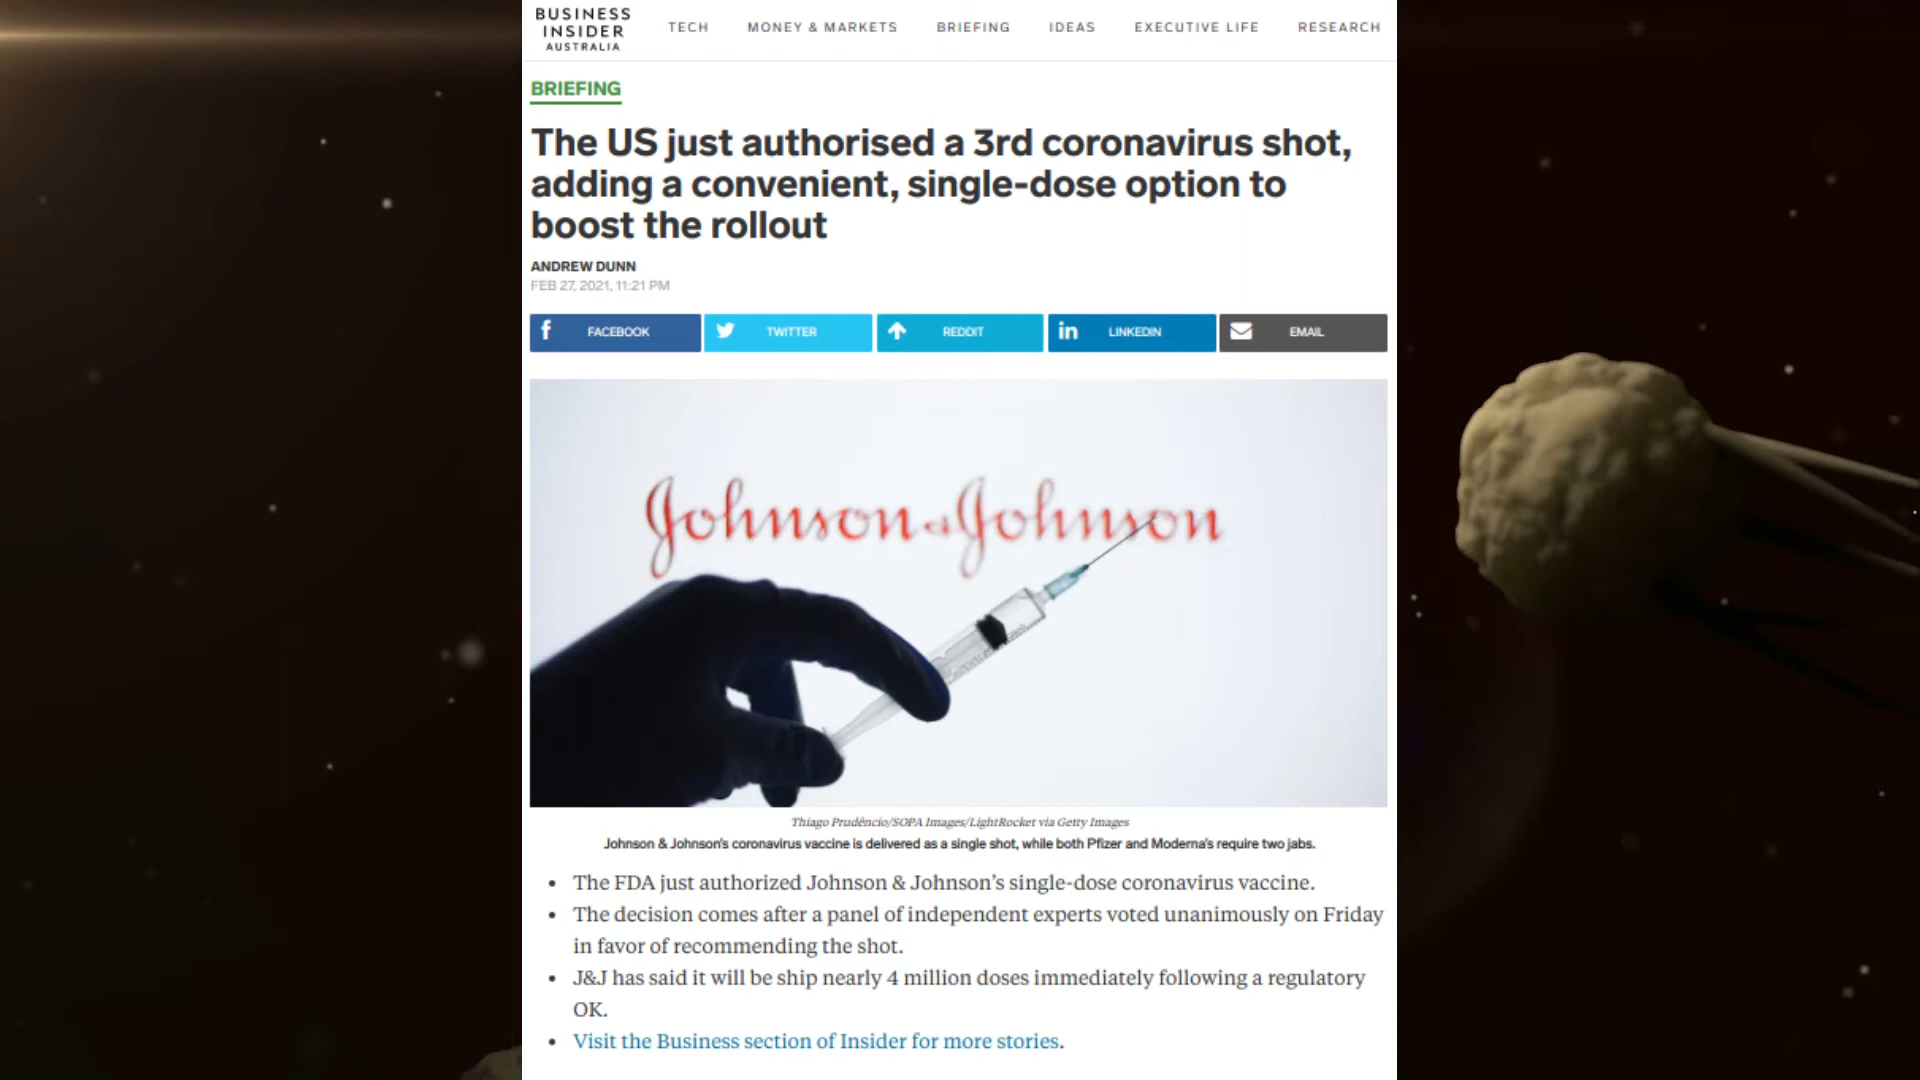 BUSINESS
INSIDER
AUSTRALIA
TECH
MONEY & MARKETS
BRIEFING
IDEAS
EXECUTIVE LIFE
RESEARCH
BRIEFING
The US just authorised a 3rd coronavirus shot,
adding a convenient, single-dose option to
boost the rollout
ANDREW DUNN
FEB 27, 2021, 11:21 PM
FACEBOOK
TWITTER
REDDIT
LINKEDIN
EMAIL
Johnson & Johnson
Thiago Prudêncio/SOPA Images/LightRocket via Getty Images
Johnson & Johnson's coronavirus vaccine is delivered as a single shot, while both Pfizer and Moderna's require two jabs.
• The FDA just authorized Johnson & Johnson's single-dose coronavirus vaccine.
• The decision comes after a panel of independent experts voted unanimously on Friday
in favor of recommending the shot.
• J&J has said it will be ship nearly 4 million doses immediately following a regulatory
OK.
• Visit the Business section of Insider for more stories.